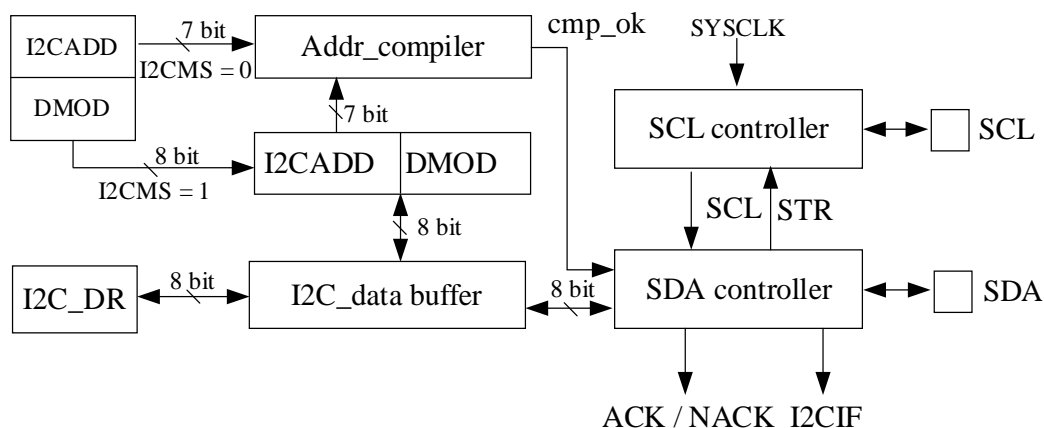 I2CADD
DMOD
7 bit
I2CMS = 0
Addr_compiler
cmp_ok
SYSCLK
7 bit
8 bit
I2CMS = 1
I2CADD
DMOD
SCL controller
SCL
SCL
STR
8 bit
I2C_DR
8 bit
I2C_data buffer
8 bit
SDA controller
SDA
ACK / NACK
I2CIF